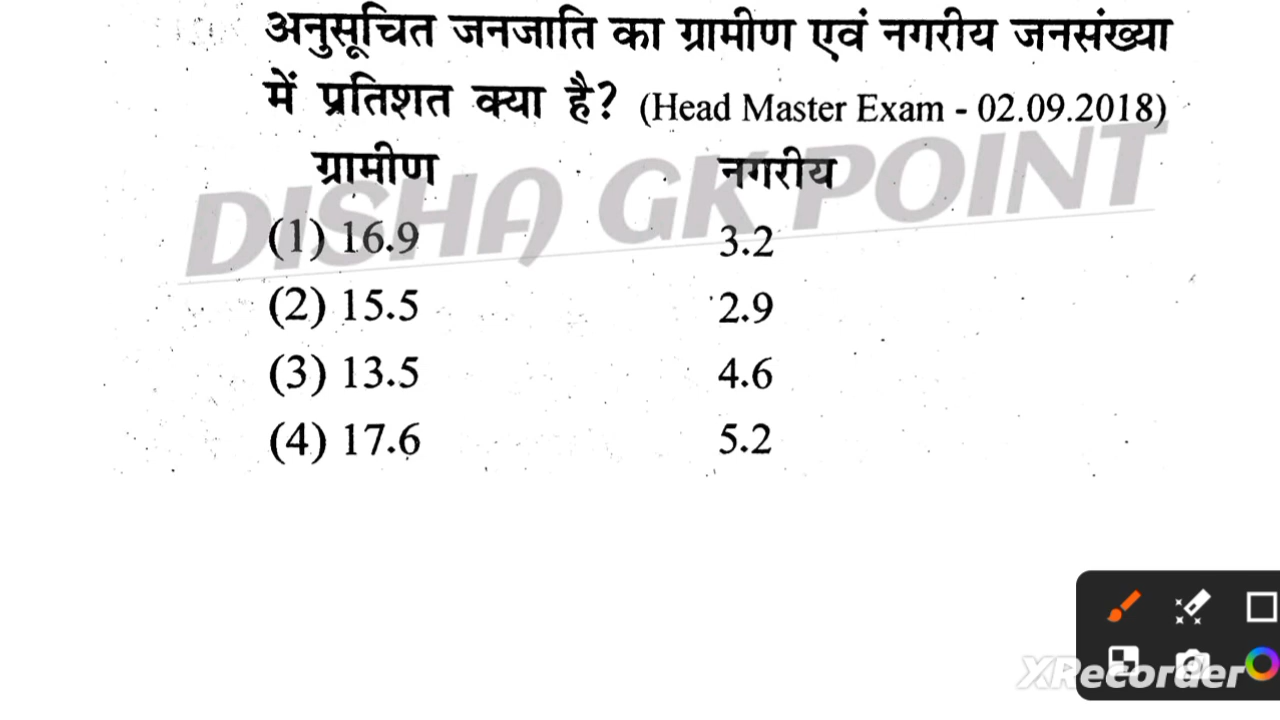 अनुसूचित जनजाति का ग्रामीण एवं नगरीय जनसंख्या
में प्रतिशत क्या है? (Head Master Exam - 02.09.2018)
ग्रामीण नगरीय
DISHA GK POINT
(1) 16.9 3.2
(2) 15.5 2.9
(3) 13.5 4.6
(4) 17.6 5.2
XRecorder